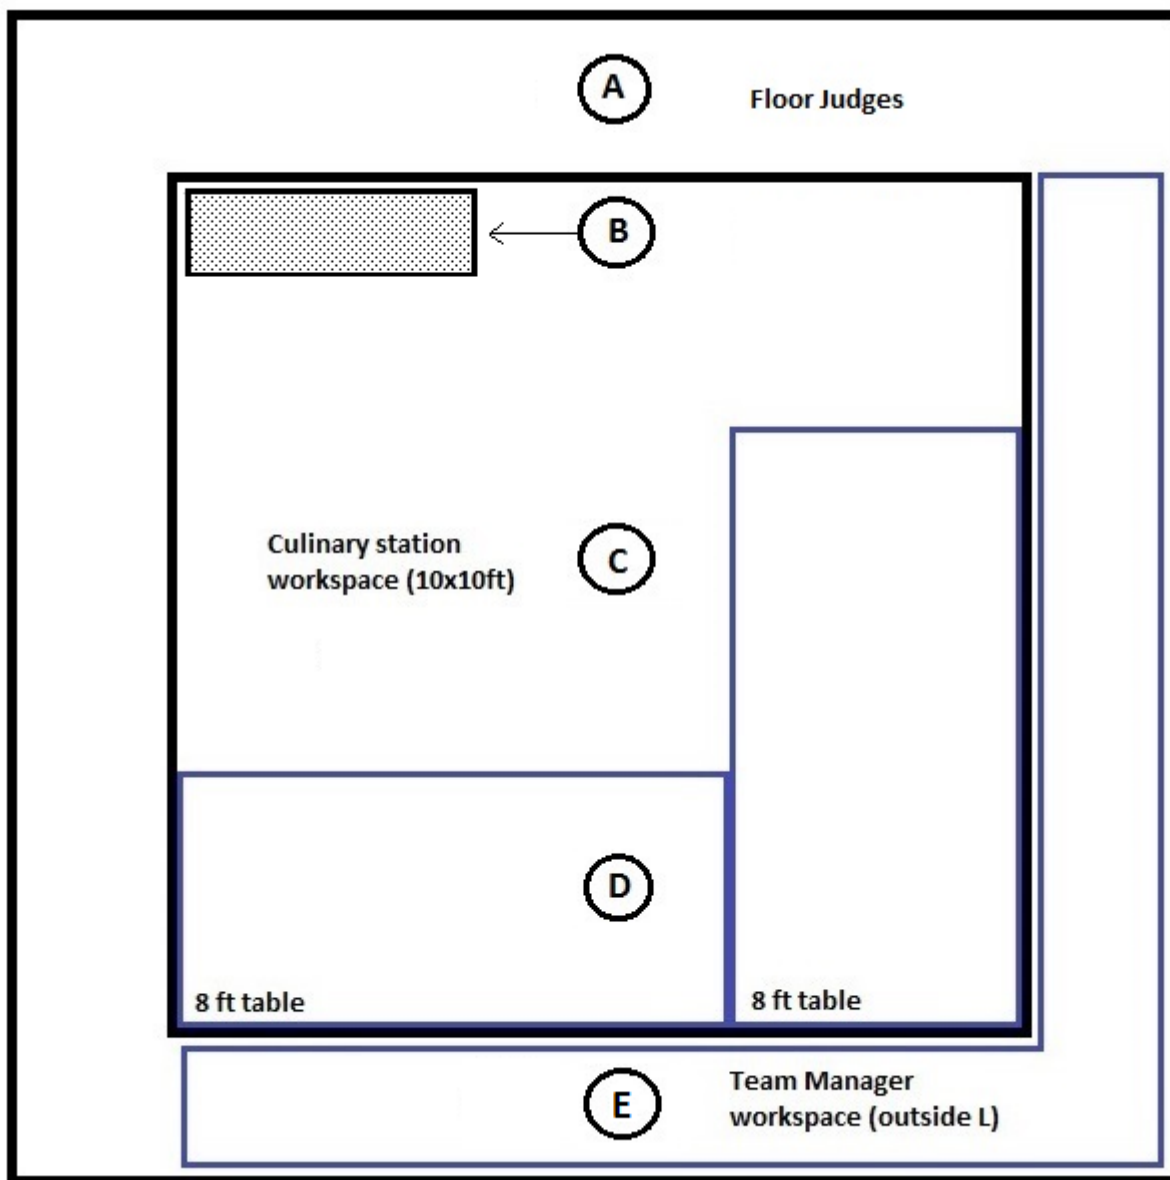 A
Floor Judges
B
Culinary station
workspace (10x10ft)
C
D
8 ft table
8 ft table
E
Team Manager
workspace (outside L)